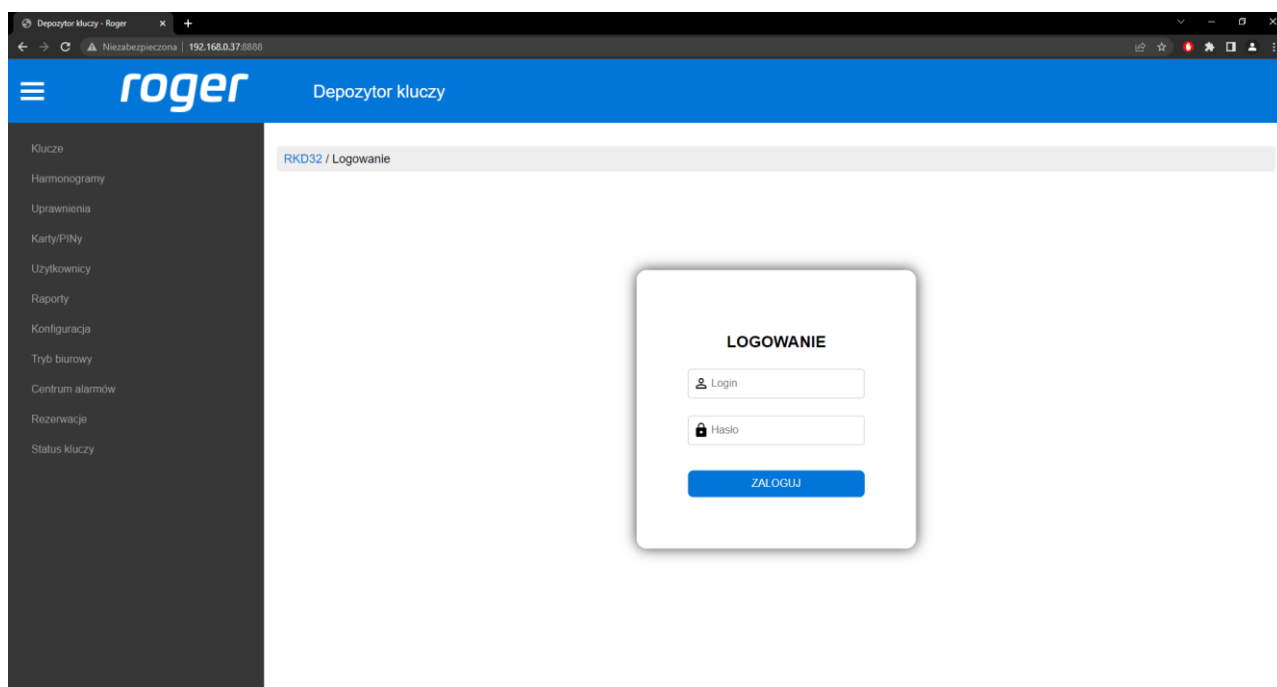 Depozytor kluczy - Roger
Niezabezpieczona | 192.168.0.37:8888
roger
Depozytor kluczy
Klucze
Harmonogramy
Uprawnienia
Karty/PINy
Użytkownicy
Raporty
Konfiguracja
Tryb biurowy
Centrum alarmów
Rezerwacje
Status kluczy
RKD32 / Logowanie
LOGOWANIE
Login
Hasło
ZALOGUJ